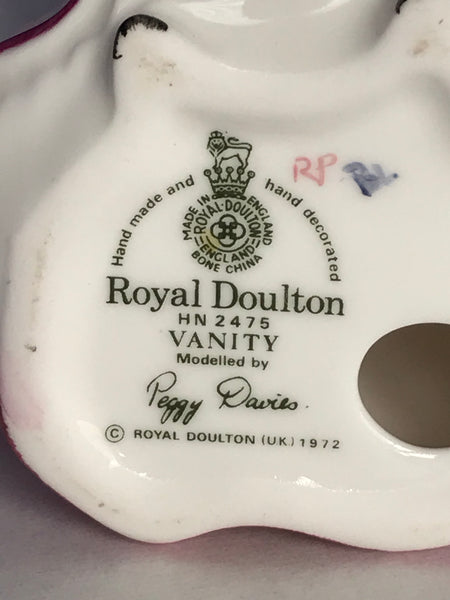 Hand made and hand decorated
MADE IN ENGLAND
ROYAL·DOULTON
ENGLAND
BONE CHINA
Royal Doulton
HN 2475
VANITY
Modelled by
Peggy Davies.
© ROYAL DOULTON (UK) 1972
RP